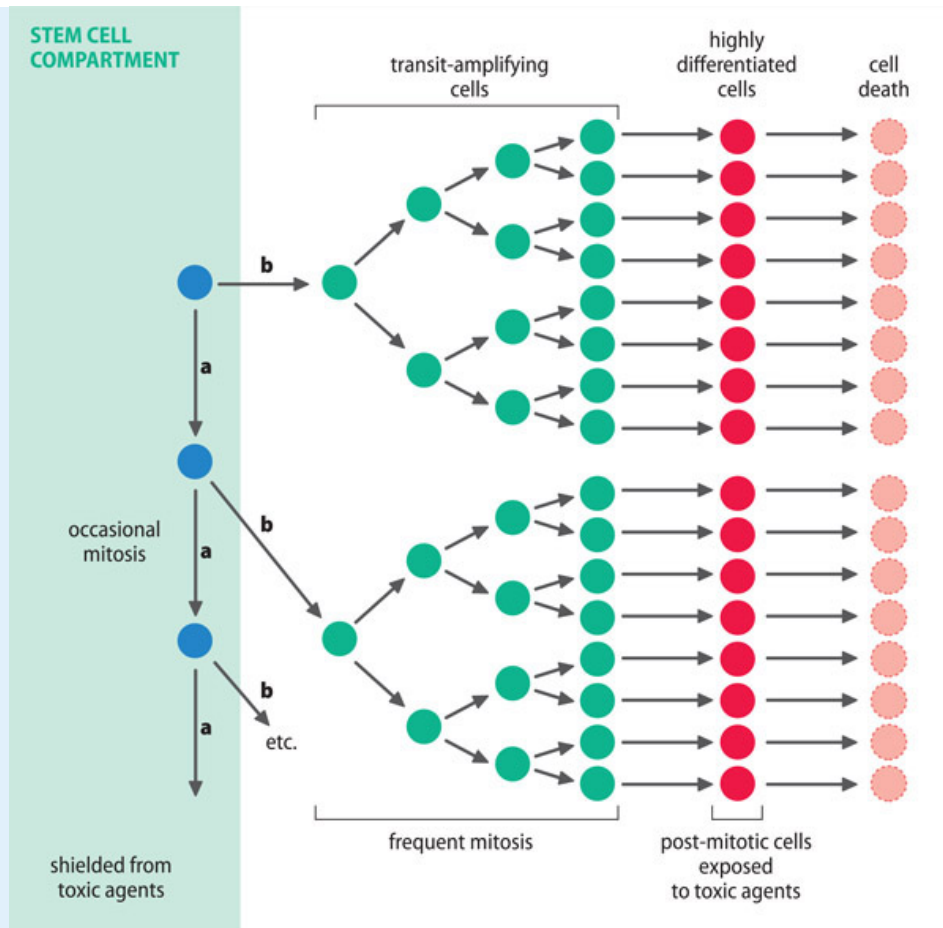 STEM CELL
COMPARTMENT
transit-amplifying
cells
highly
differentiated
cells
cell
death
b
a
occasional
mitosis
a
b
b
a
etc.
frequent mitosis
post-mitotic cells
exposed
to toxic agents
shielded from
toxic agents